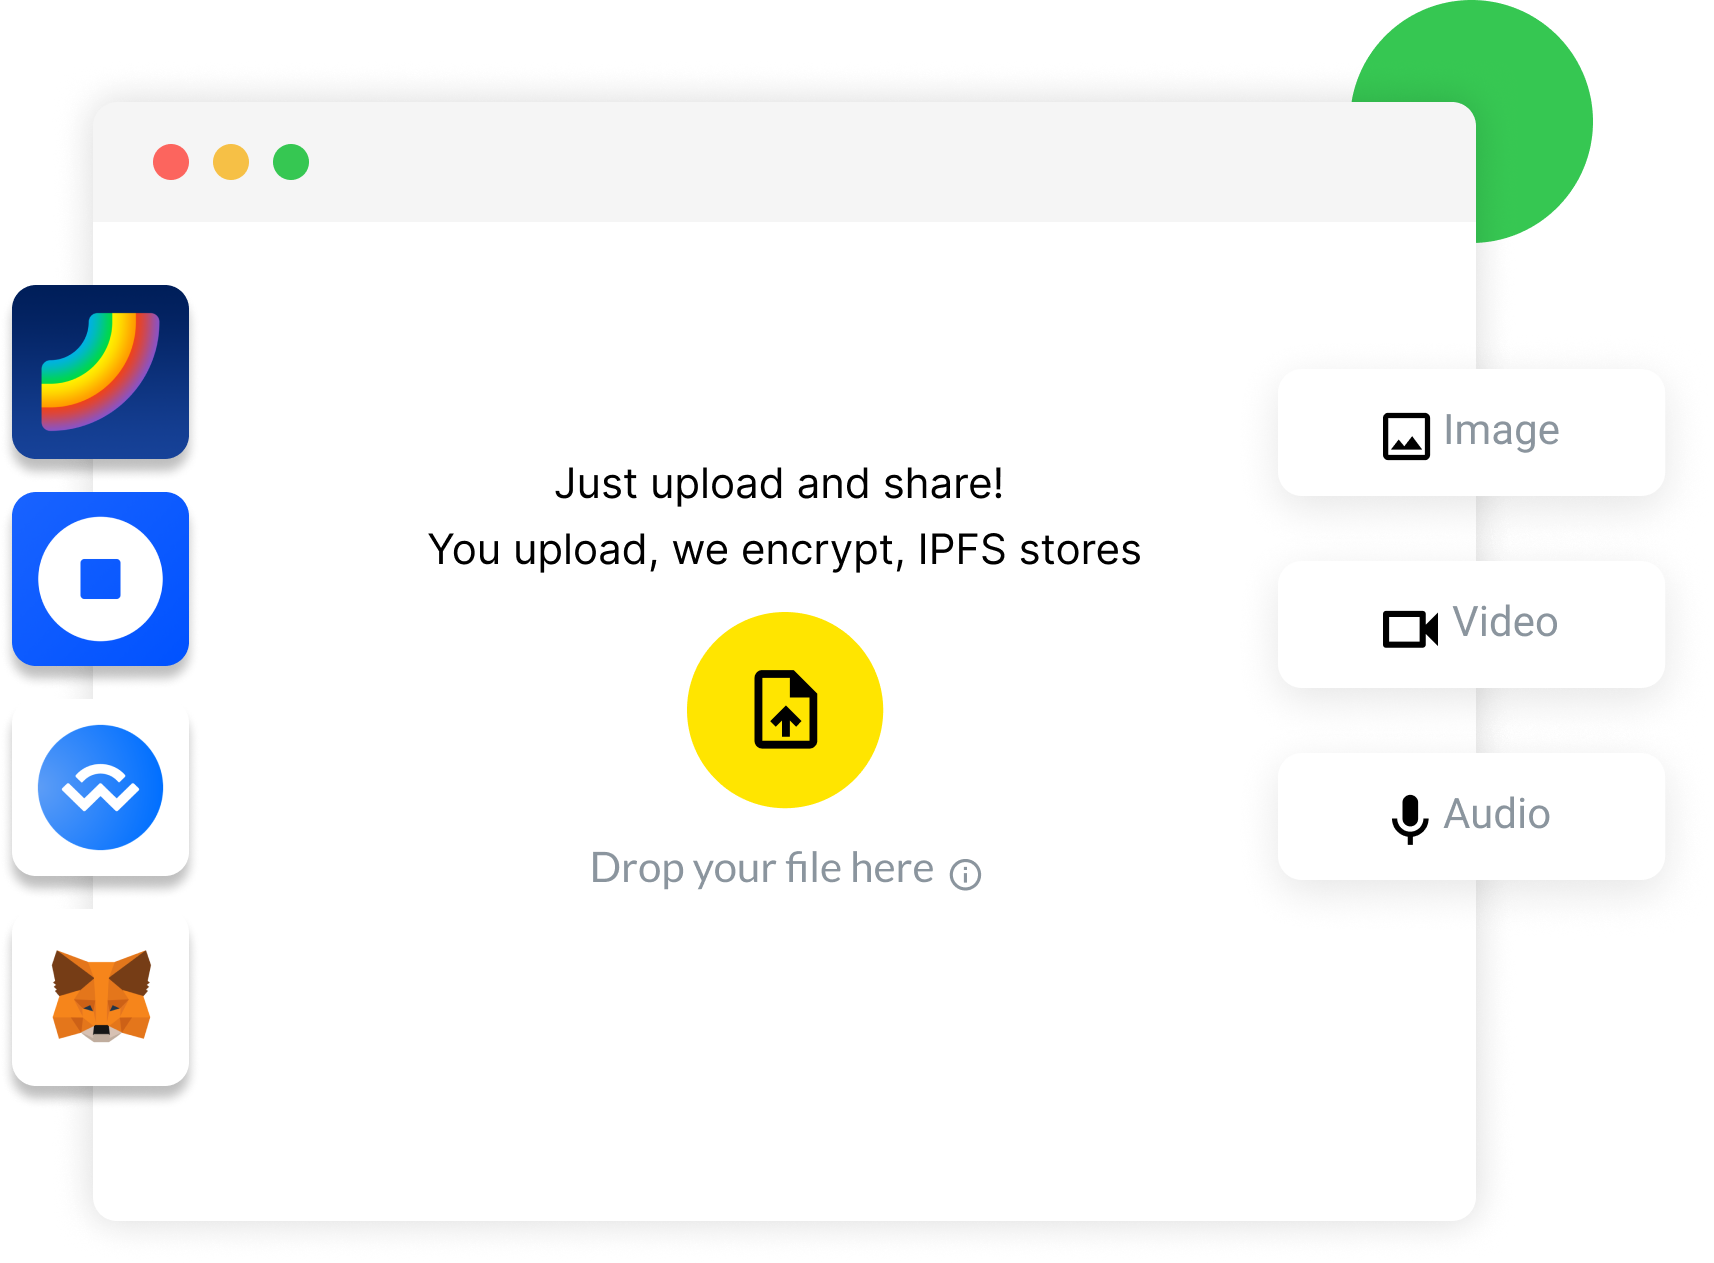 Just upload and share!
You upload, we encrypt, IPFS stores
Drop your file here
Image
Video
Audio